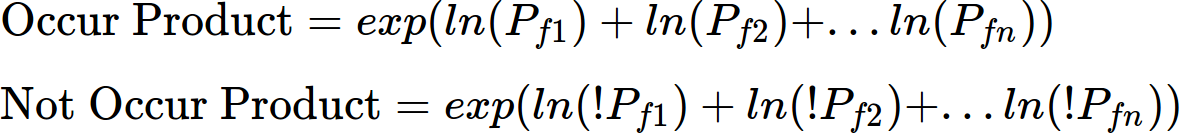 Occur Product = exp(ln(P_{f1}) + ln(P_{f2})+...ln(P_{fn}))
Not Occur Product = exp(ln(!P_{f1}) + ln(!P_{f2})+...ln(!P_{fn}))